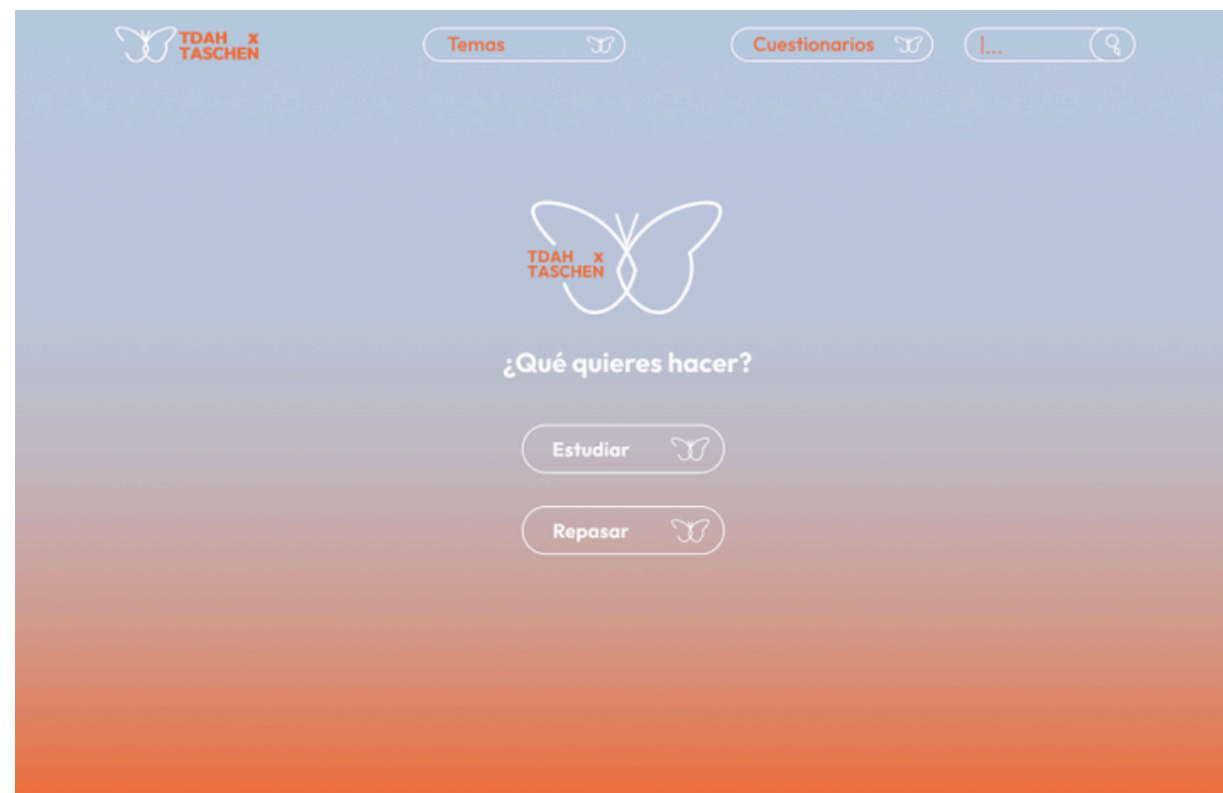 TDAH x
TASCHEN
Temas
Cuestionarios
|...
TDAH x
TASCHEN
¿Qué quieres hacer?
Estudiar
Repasar